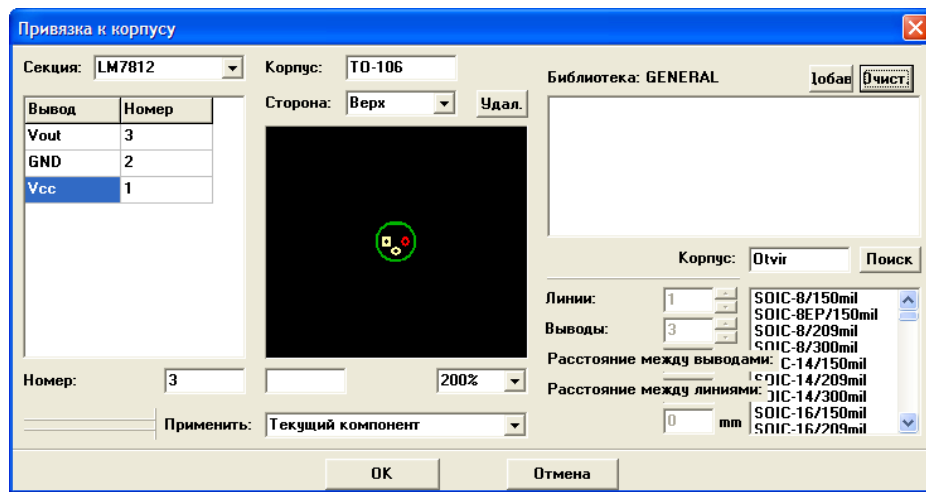 Привязка к корпусу
Секция: LM7812
Корпус: TO-106
Библиотека: GENERAL
Добав
Очист.
Сторона: Верх
Удал.
Вывод Номер
Vout 3
GND 2
Vcc 1
Корпус: Otvir
Поиск
Линии: 1
Выводы: 3
Расстояние между выводами:
Расстояние между линиями:
0 mm
SOIC-8/150mil
SOIC-8EP/150mil
SOIC-8/209mil
SOIC-8/300mil
C-14/150mil
SOIC-14/209mil
OIC-14/300mil
SOIC-16/150mil
SOIC-16/209mil
Номер: 3
200%
Применить: Текущий компонент
OK
Отмена